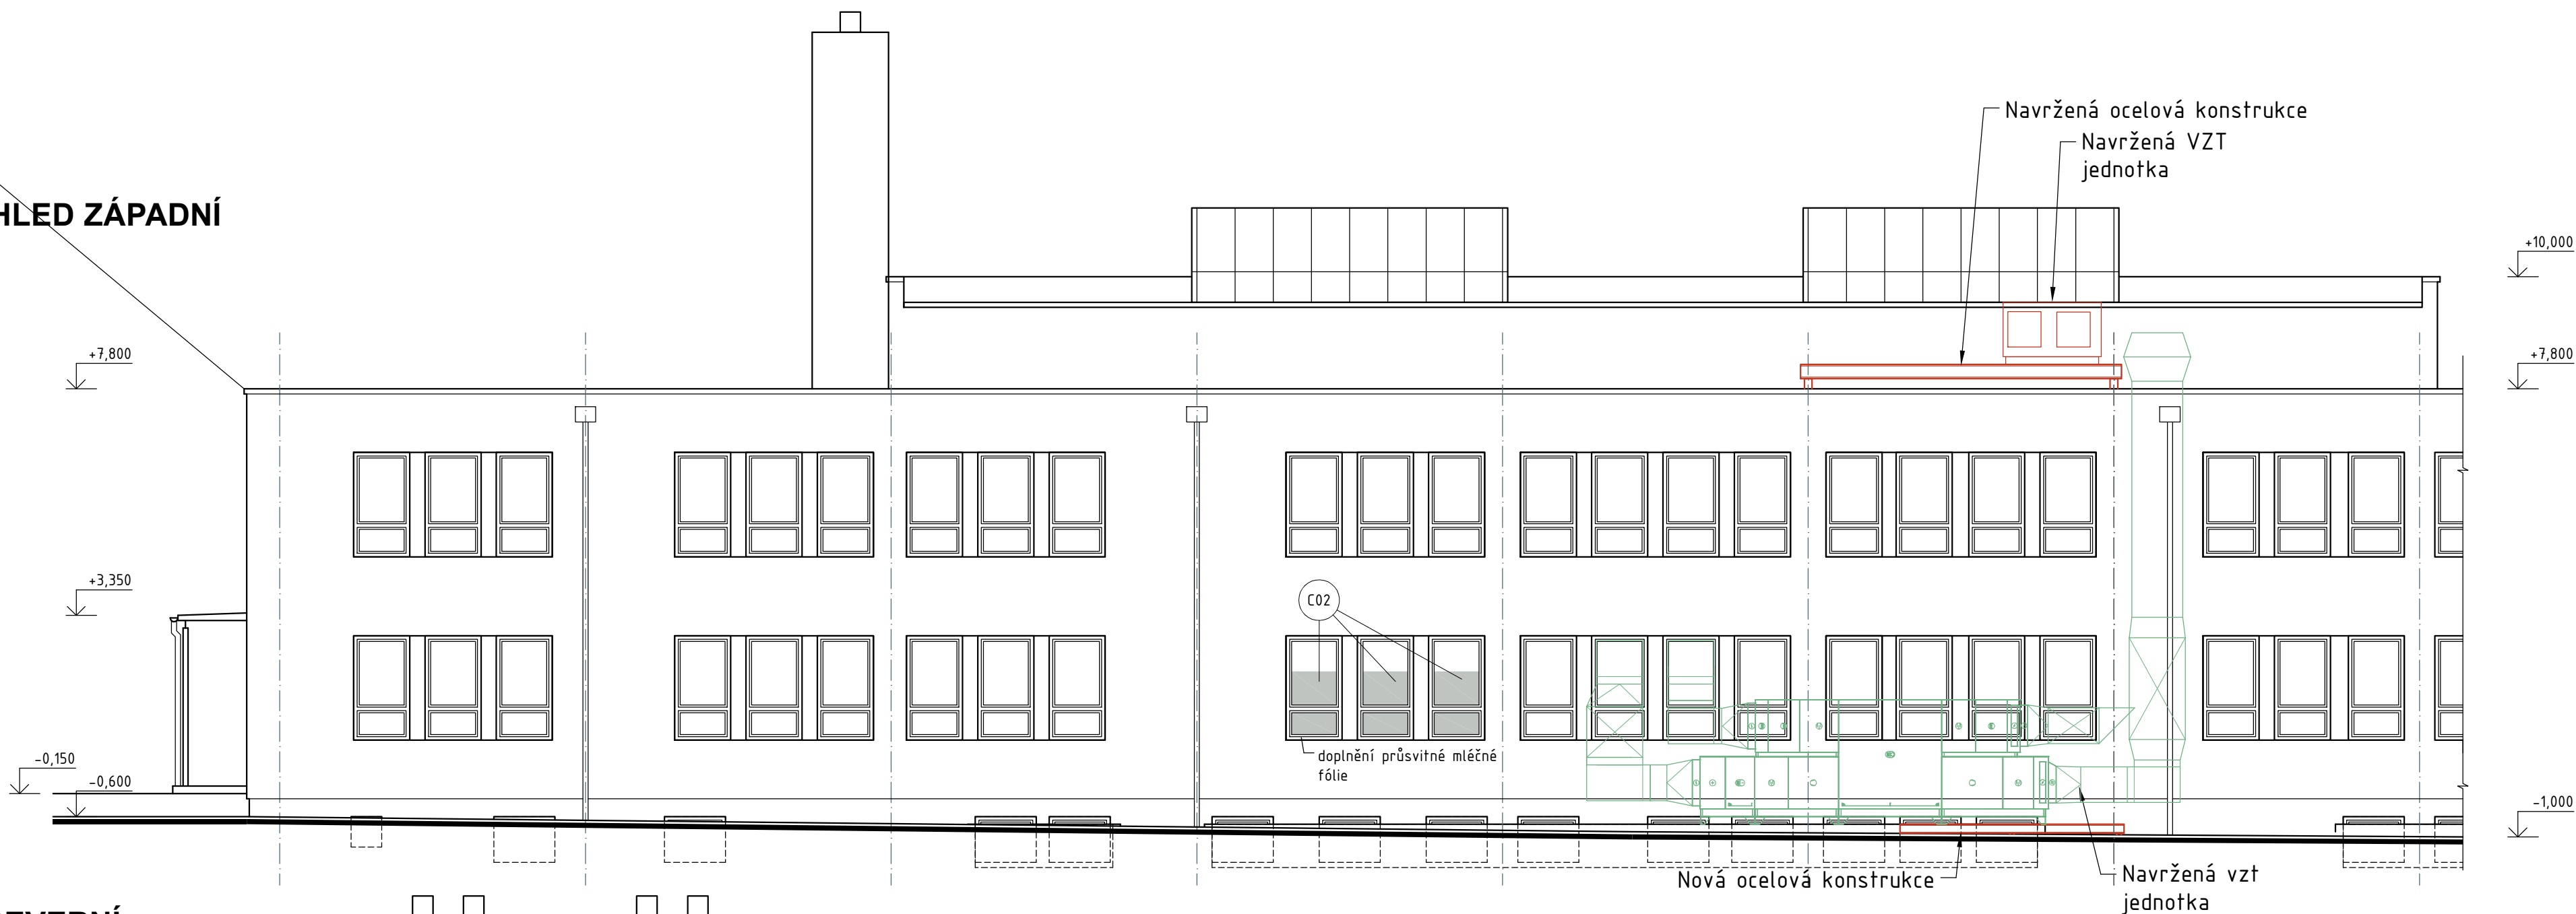 Navržená ocelová konstrukce
Navržená VZT
jednotka
HLED ZÁPADNÍ
+10,000
+7,800
+7,800
+3,350
C02
doplnění průsvitné mléčné
fólie
-0,150
-0,600
-1,000
Nová ocelová konstrukce
Navržená vzt
jednotka